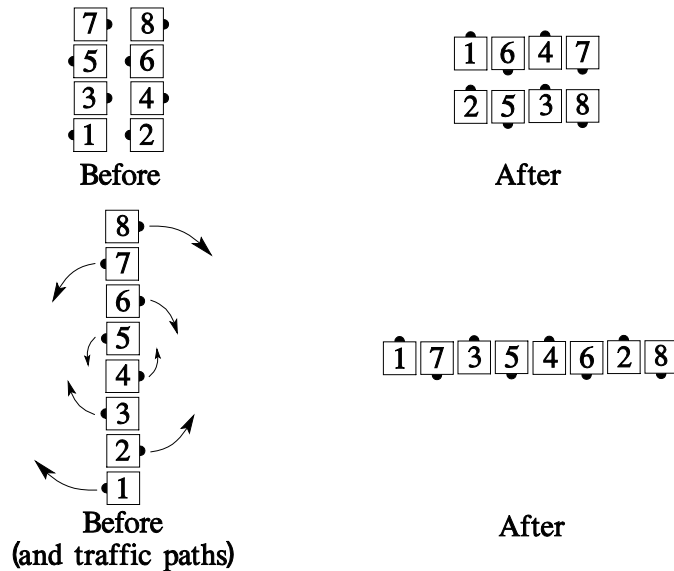 7 8
5 6
3 4
1 2
Before
1 6 4 7
2 5 3 8
After
8
7
6
5
4
3
2
1
Before
(and traffic paths)
1 7 3 5 4 6 2 8
After